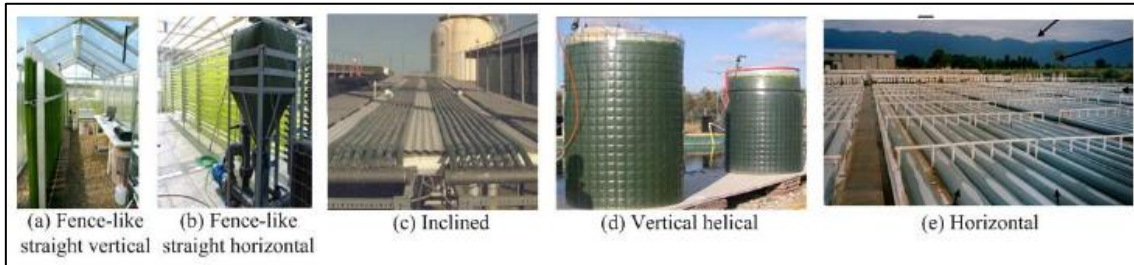 (a) Fence-like
straight vertical
(b) Fence-like
straight horizontal
(c) Inclined
(d) Vertical helical
(e) Horizontal